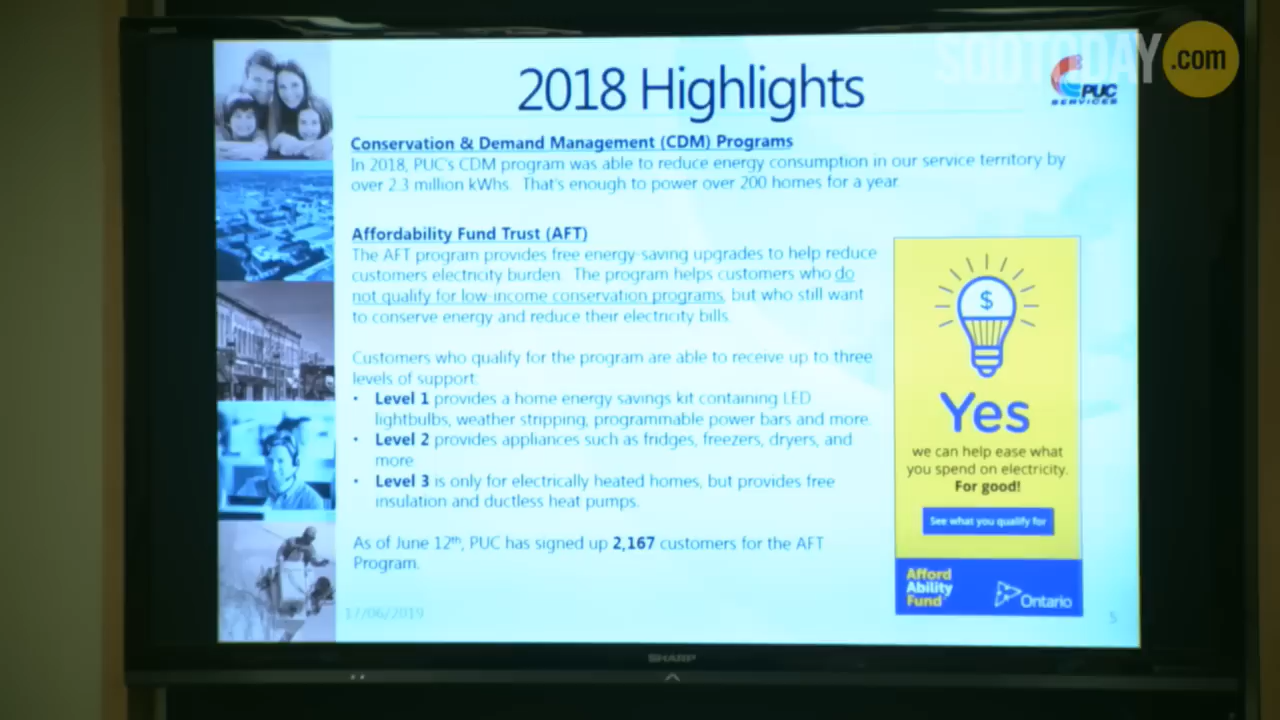 SOOTODAY .com
2018 Highlights
PUC
SERVICES
Conservation & Demand Management (CDM) Programs
In 2018, PUC's CDM program was able to reduce energy consumption in our service territory by
over 2.3 million kWhs. That's enough to power over 200 homes for a year.
Affordability Fund Trust (AFT)
The AFT program provides free energy-saving upgrades to help reduce
customers electricity burden. The program helps customers who do
not qualify for low-income conservation programs, but who still want
to conserve energy and reduce their electricity bills.
Customers who qualify for the program are able to receive up to three
levels of support:
• Level 1 provides a home energy savings kit containing LED
lightbulbs, weather stripping, programmable power bars and more.
• Level 2 provides appliances such as fridges, freezers, dryers, and
more
• Level 3 is only for electrically heated homes, but provides free
insulation and ductless heat pumps.
As of June 12th, PUC has signed up 2,167 customers for the AFT
Program.
$
Yes
we can help ease what
you spend on electricity.
For good!
See what you qualify for
Afford
Ability
Fund
Ontario
17/06/2019
5
SHARP